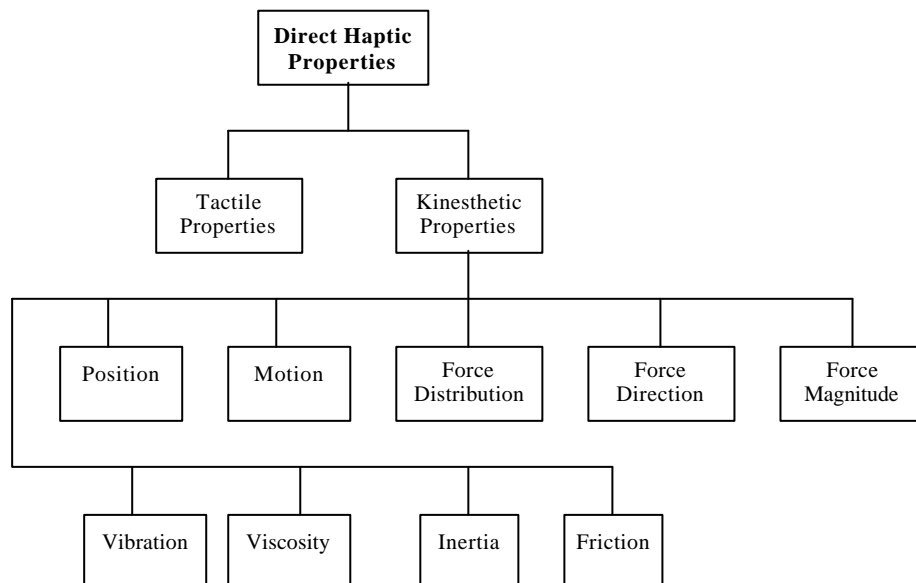 Direct Haptic
Properties
Tactile
Properties
Kinesthetic
Properties
Position
Motion
Force
Distribution
Force
Direction
Force
Magnitude
Vibration
Viscosity
Inertia
Friction